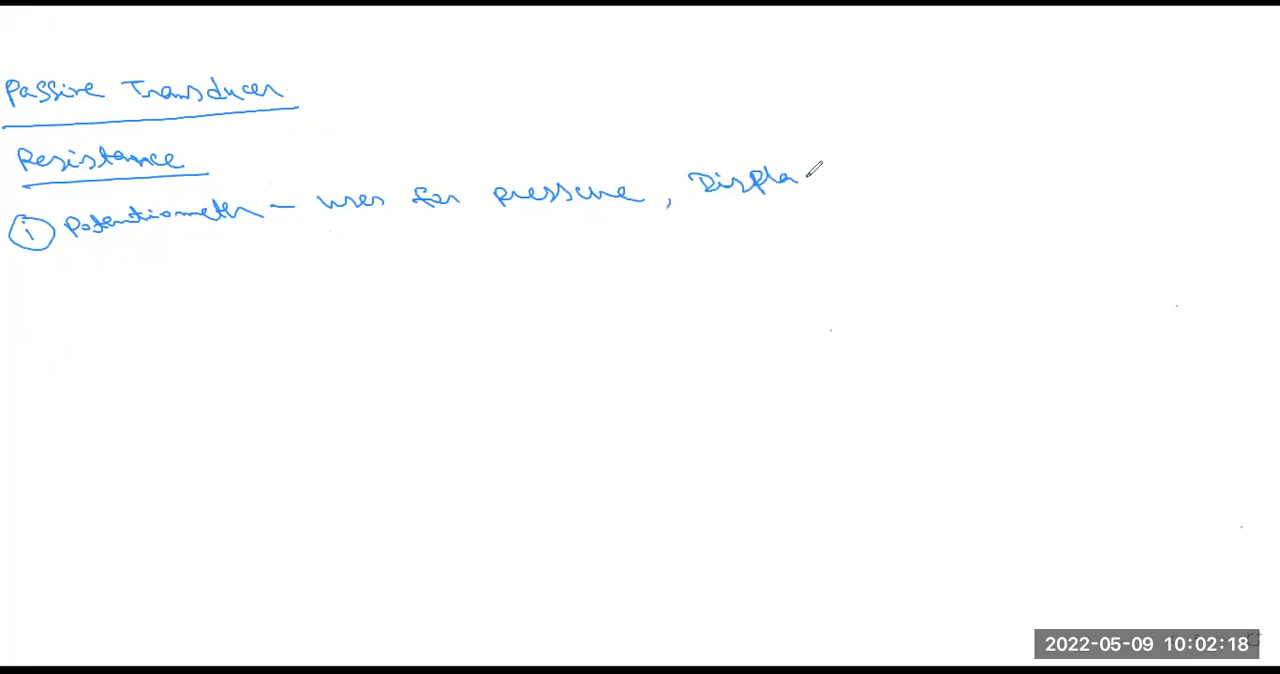 Passive Transducer
Resistance
i Potentiometer - uses for pressure, Displa
2022-05-09 10:02:18